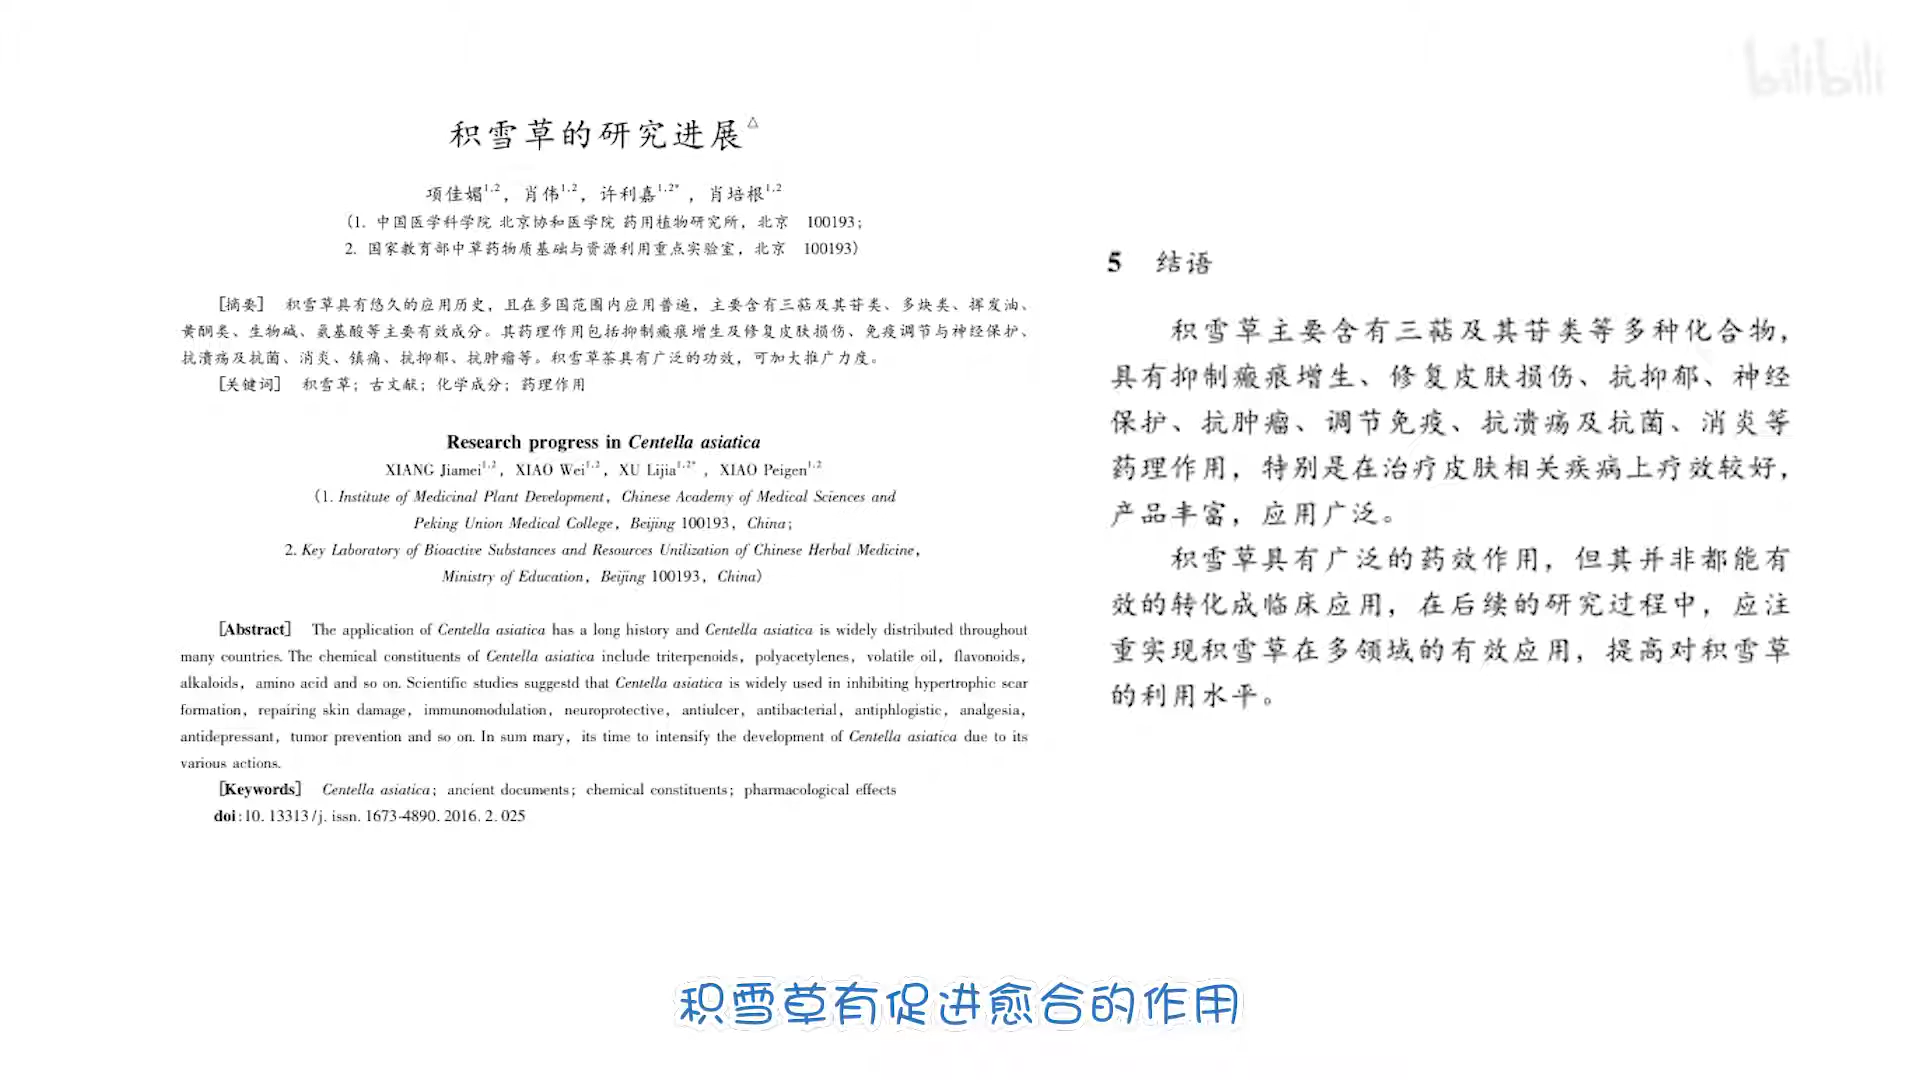 bilibili
积雪草的研究进展△
项佳媚1,2，肖伟1,2，许利嘉1,2*，肖培根1,2
（1. 中国医学科学院 北京协和医学院 药用植物研究所，北京 100193；
2. 国家教育部中草药物质基础与资源利用重点实验室，北京 100193）
[摘要] 积雪草具有悠久的应用历史，且在多国范围内应用普遍，主要含有三萜及其苷类、多炔类、挥发油、
黄酮类、生物碱、氨基酸等主要有效成分。其药理作用包括抑制瘢痕增生及修复皮肤损伤、免疫调节与神经保护、
抗溃疡及抗菌、消炎、镇痛、抗抑郁、抗肿瘤等。积雪草茶具有广泛的功效，可加大推广力度。
[关键词] 积雪草；古文献；化学成分；药理作用
Research progress in Centella asiatica
XIANG Jiamei1,2, XIAO Wei1,2, XU Lijia1,2*, XIAO Peigen1,2
(1. Institute of Medicinal Plant Development, Chinese Academy of Medical Sciences and
Peking Union Medical College, Beijing 100193, China;
2. Key Laboratory of Bioactive Substances and Resources Unilization of Chinese Herbal Medicine,
Ministry of Education, Beijing 100193, China)
[Abstract] The application of Centella asiatica has a long history and Centella asiatica is widely distributed throughout
many countries. The chemical constituents of Centella asiatica include triterpenoids, polyacetylenes, volatile oil, flavonoids,
alkaloids, amino acid and so on. Scientific studies suggestd that Centella asiatica is widely used in inhibiting hypertrophic scar
formation, repairing skin damage, immunomodulation, neuroprotective, antiulcer, antibacterial, antiphlogistic, analgesia,
antidepressant, tumor prevention and so on. In sum mary, its time to intensify the development of Centella asiatica due to its
various actions.
[Keywords] Centella asiatica; ancient documents; chemical constituents; pharmacological effects
doi:10. 13313/j. issn. 1673-4890. 2016. 2. 025
5 结语
积雪草主要含有三萜及其苷类等多种化合物，
具有抑制瘢痕增生、修复皮肤损伤、抗抑郁、神经
保护、抗肿瘤、调节免疫、抗溃疡及抗菌、消炎等
药理作用，特别是在治疗皮肤相关疾病上疗效较好，
产品丰富，应用广泛。
积雪草具有广泛的药效作用，但其并非都能有
效的转化成临床应用，在后续的研究过程中，应注
重实现积雪草在多领域的有效应用，提高对积雪草
的利用水平。
积雪草有促进愈合的作用